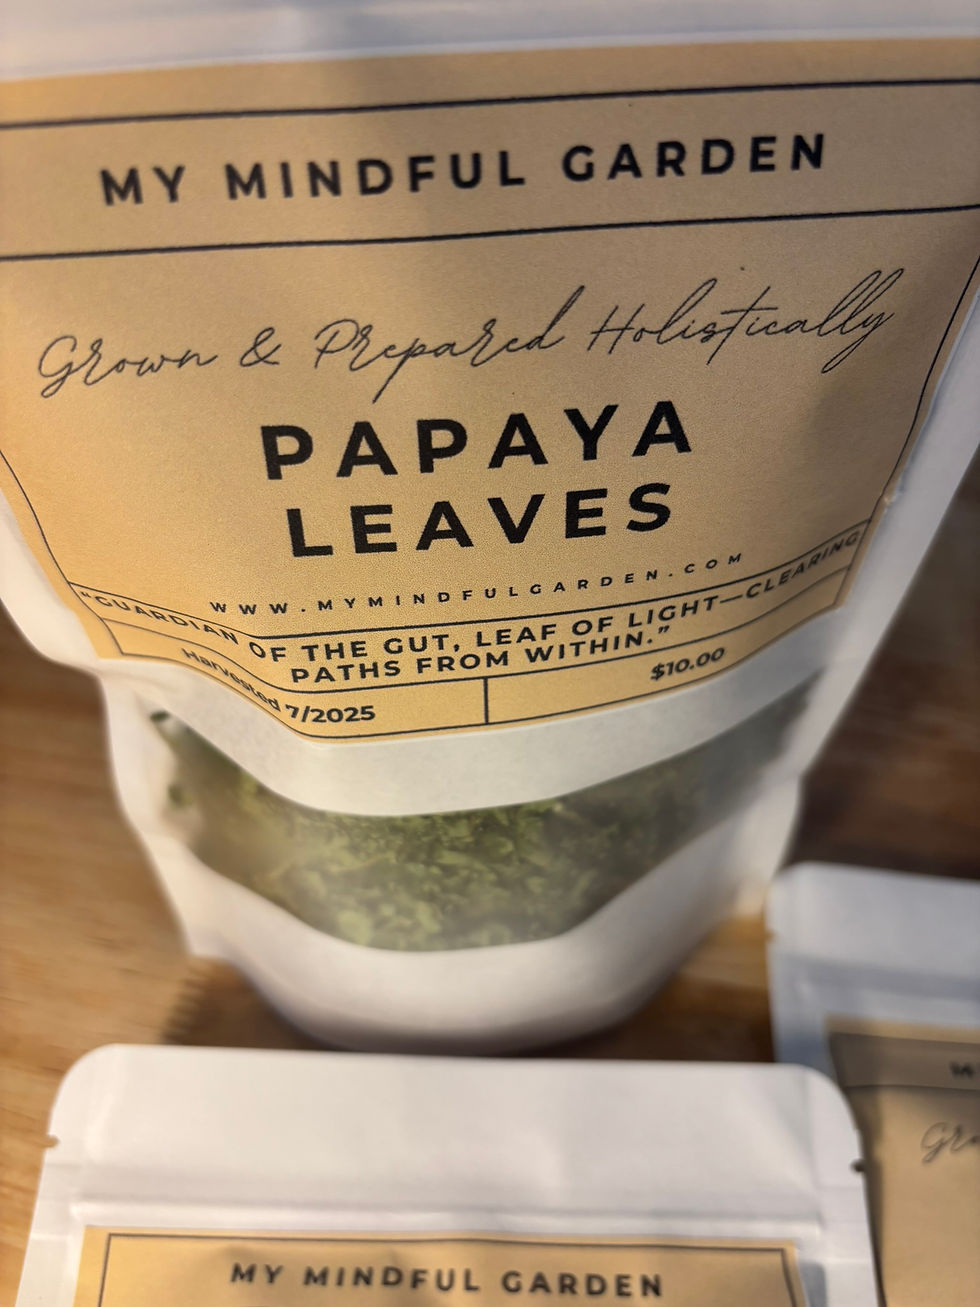 MY MINDFUL GARDEN
Grown & Prepared Holistically
PAPAYA
LEAVES
WWW.MYMINDFULGARDEN.COM
"GUARDIAN OF THE GUT, LEAF OF LIGHT—CLEARING
PATHS FROM WITHIN."
Harvested 7/2025
$10.00
MY MINDFUL GARDEN